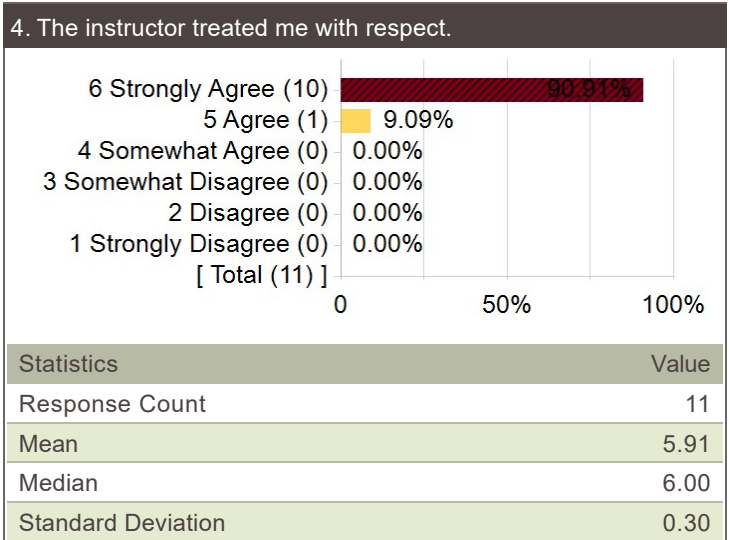 4. The instructor treated me with respect.
6 Strongly Agree (10) 90.91%
5 Agree (1) 9.09%
4 Somewhat Agree (0) 0.00%
3 Somewhat Disagree (0) 0.00%
2 Disagree (0) 0.00%
1 Strongly Disagree (0) 0.00%
[ Total (11) ]
0 50% 100%
Statistics Value
Response Count 11
Mean 5.91
Median 6.00
Standard Deviation 0.30